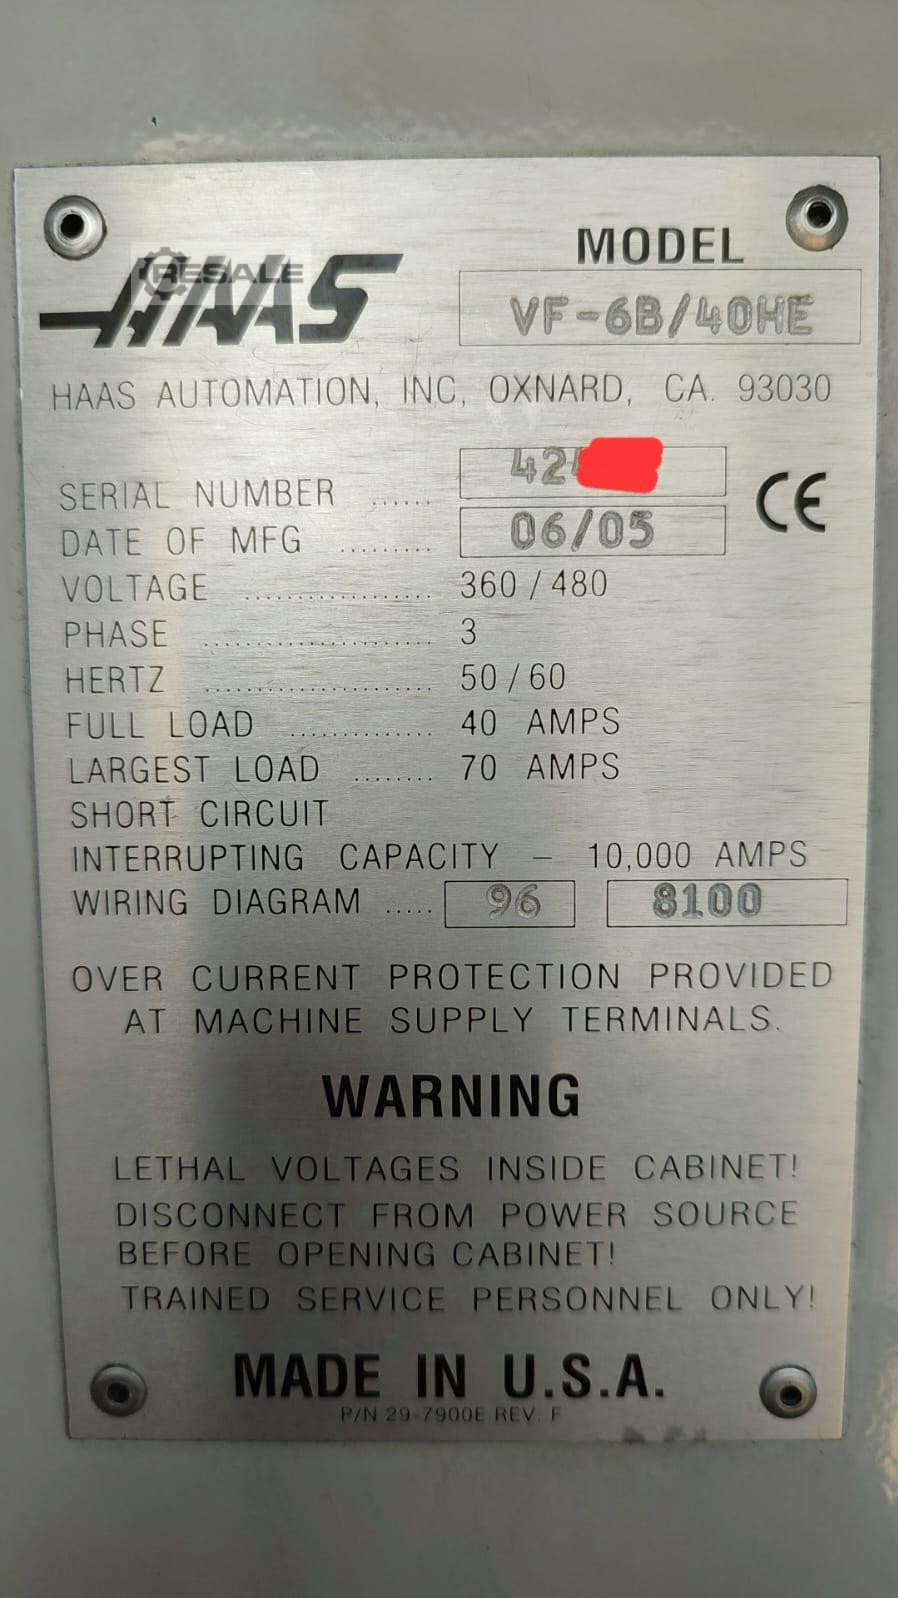 MODEL
RESALE
HAAS
VF-6B/40HE
HAAS AUTOMATION, INC, OXNARD, CA. 93030
SERIAL NUMBER ...... 42
DATE OF MFG ......... 06/05
VOLTAGE .................. 360 / 480
PHASE ...................... 3
HERTZ ...................... 50 / 60
FULL LOAD .............. 40 AMPS
LARGEST LOAD ........ 70 AMPS
SHORT CIRCUIT
INTERRUPTING CAPACITY – 10,000 AMPS
WIRING DIAGRAM ..... 96 8100
OVER CURRENT PROTECTION PROVIDED
AT MACHINE SUPPLY TERMINALS.
CE
WARNING
LETHAL VOLTAGES INSIDE CABINET!
DISCONNECT FROM POWER SOURCE
BEFORE OPENING CABINET!
TRAINED SERVICE PERSONNEL ONLY!
MADE IN U.S.A.
P/N 29-7900E REV. F